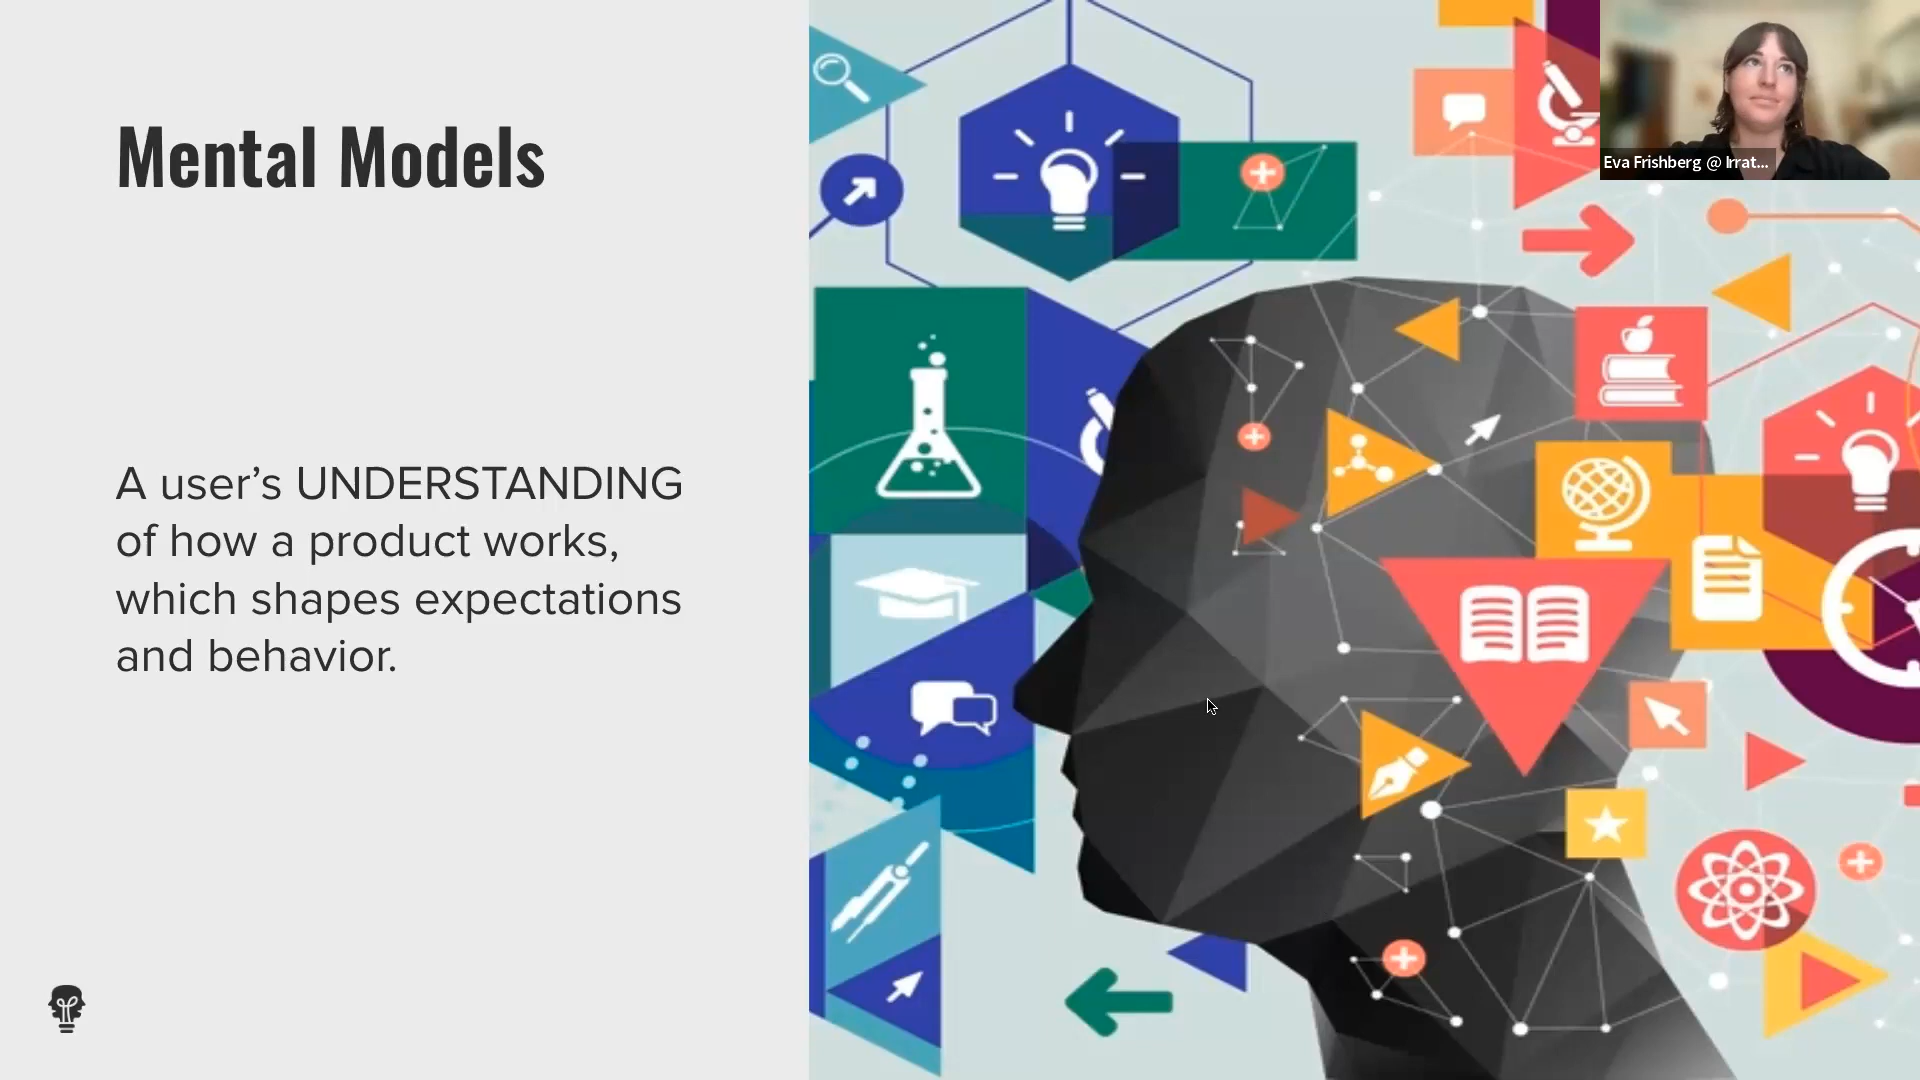 Mental Models
A user’s UNDERSTANDING
of how a product works,
which shapes expectations
and behavior.
Eva Frishberg @ Irrat...